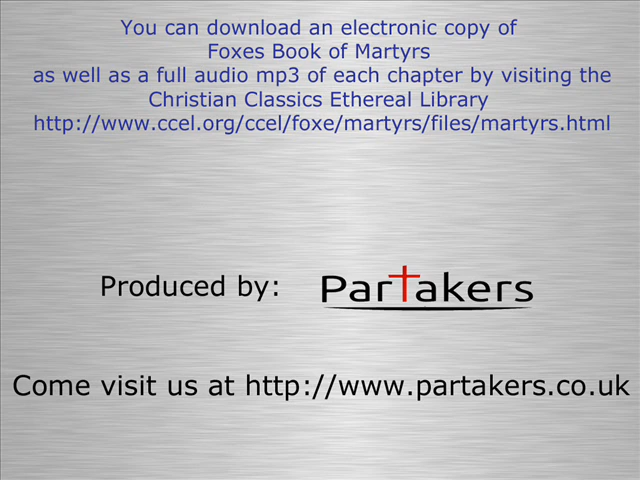 You can download an electronic copy of
Foxes Book of Martyrs
as well as a full audio mp3 of each chapter by visiting the
Christian Classics Ethereal Library
http://www.ccel.org/ccel/foxe/martyrs/files/martyrs.html
Produced by: Partakers
Come visit us at http://www.partakers.co.uk